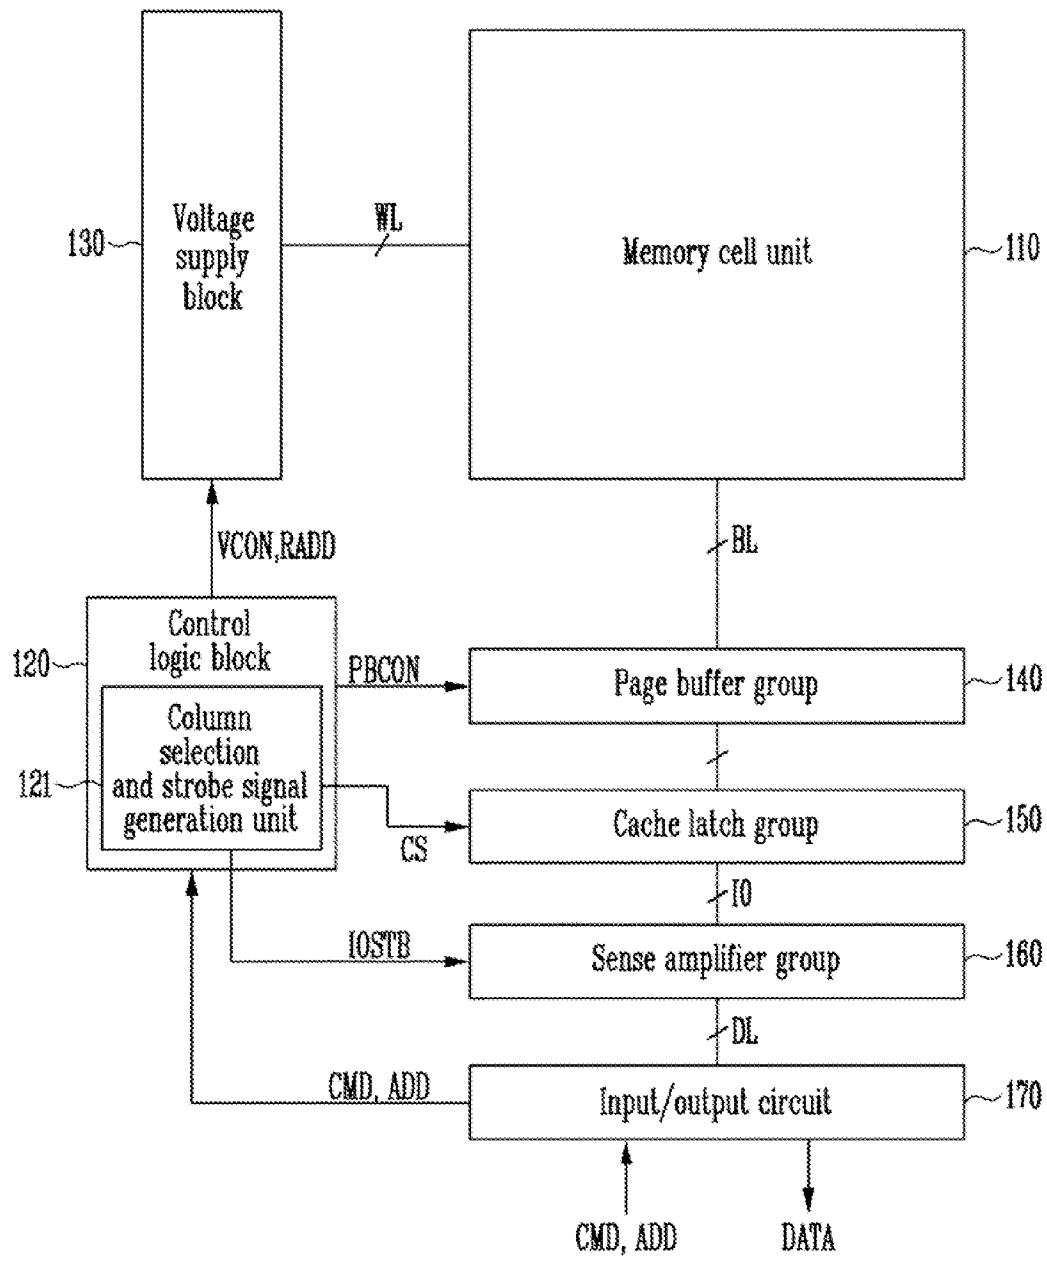 Voltage
supply
block
130
WL
Memory cell unit
110
VCON,RADD
BL
Control
logic block
120
PBCON
Page buffer group
140
Column
selection
and strobe signal
generation unit
121
CS
Cache latch group
150
IO
IOSTB
Sense amplifier group
160
DL
CMD, ADD
Input/output circuit
170
CMD, ADD
DATA